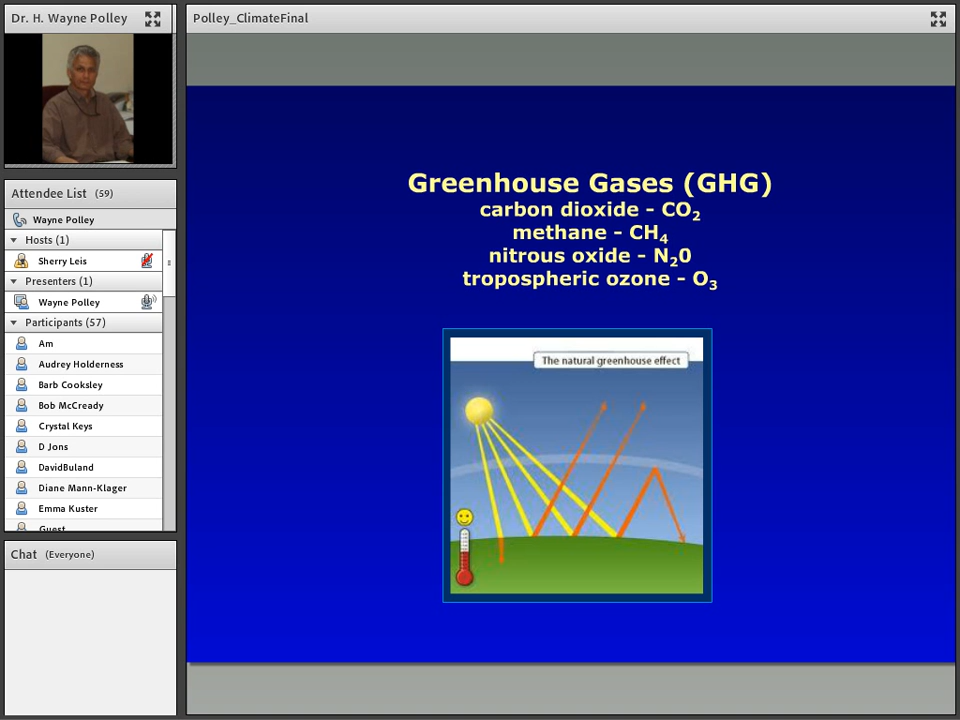 Dr. H. Wayne Polley
Attendee List (59)
Wayne Polley
Hosts (1)
Sherry Leis
Presenters (1)
Wayne Polley
Participants (57)
Am
Audrey Holderness
Barb Cooksley
Bob McCready
Crystal Keys
D Jons
DavidBuland
Diane Mann-Klager
Emma Kuster
Guest
Chat (Everyone)
Polley_ClimateFinal
Greenhouse Gases (GHG)
carbon dioxide - CO₂
methane - CH₄
nitrous oxide - N₂0
tropospheric ozone - O₃
The natural greenhouse effect